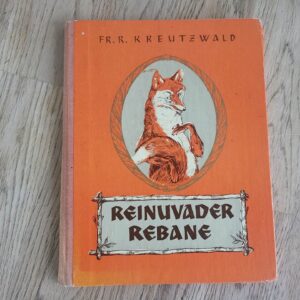 FR. R. KREUTZWALD
REINUVADER
REBANE